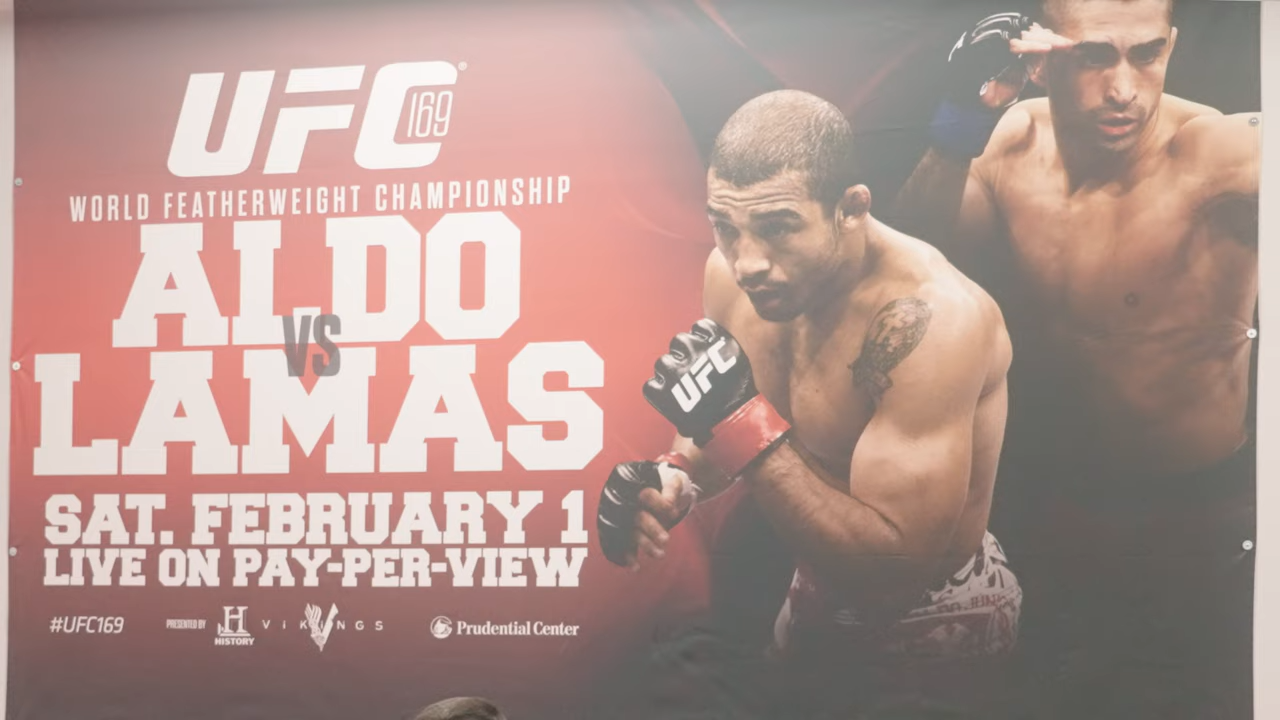 UFC®
169
WORLD FEATHERWEIGHT CHAMPIONSHIP
ALDO
VS
LAMAS
SAT. FEBRUARY 1
LIVE ON PAY-PER-VIEW
#UFC169
PRESENTED BY
H
HISTORY
ViKiNGS
Prudential Center
UFC